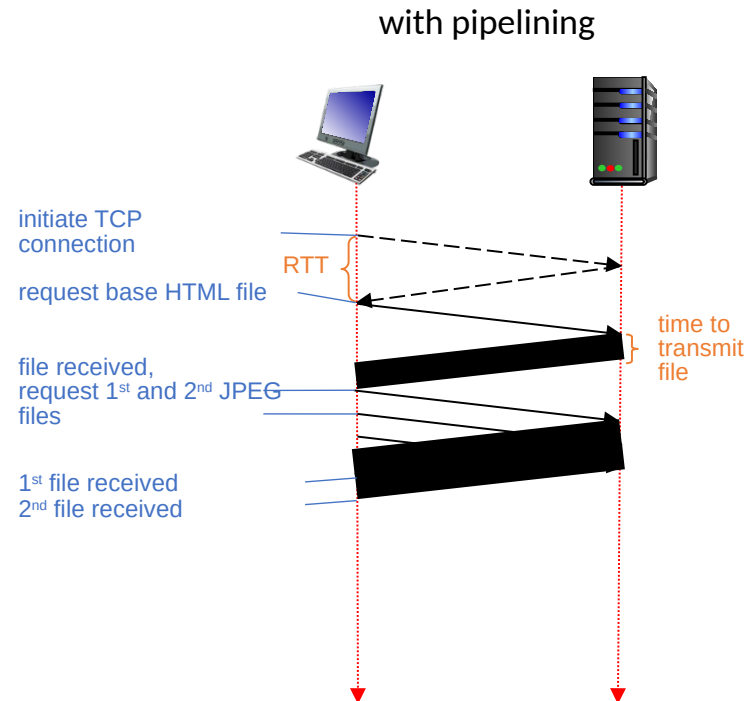 with pipelining
initiate TCP
connection
RTT
request base HTML file
time to
transmit
file
file received,
request 1st and 2nd JPEG
files
1st file received
2nd file received